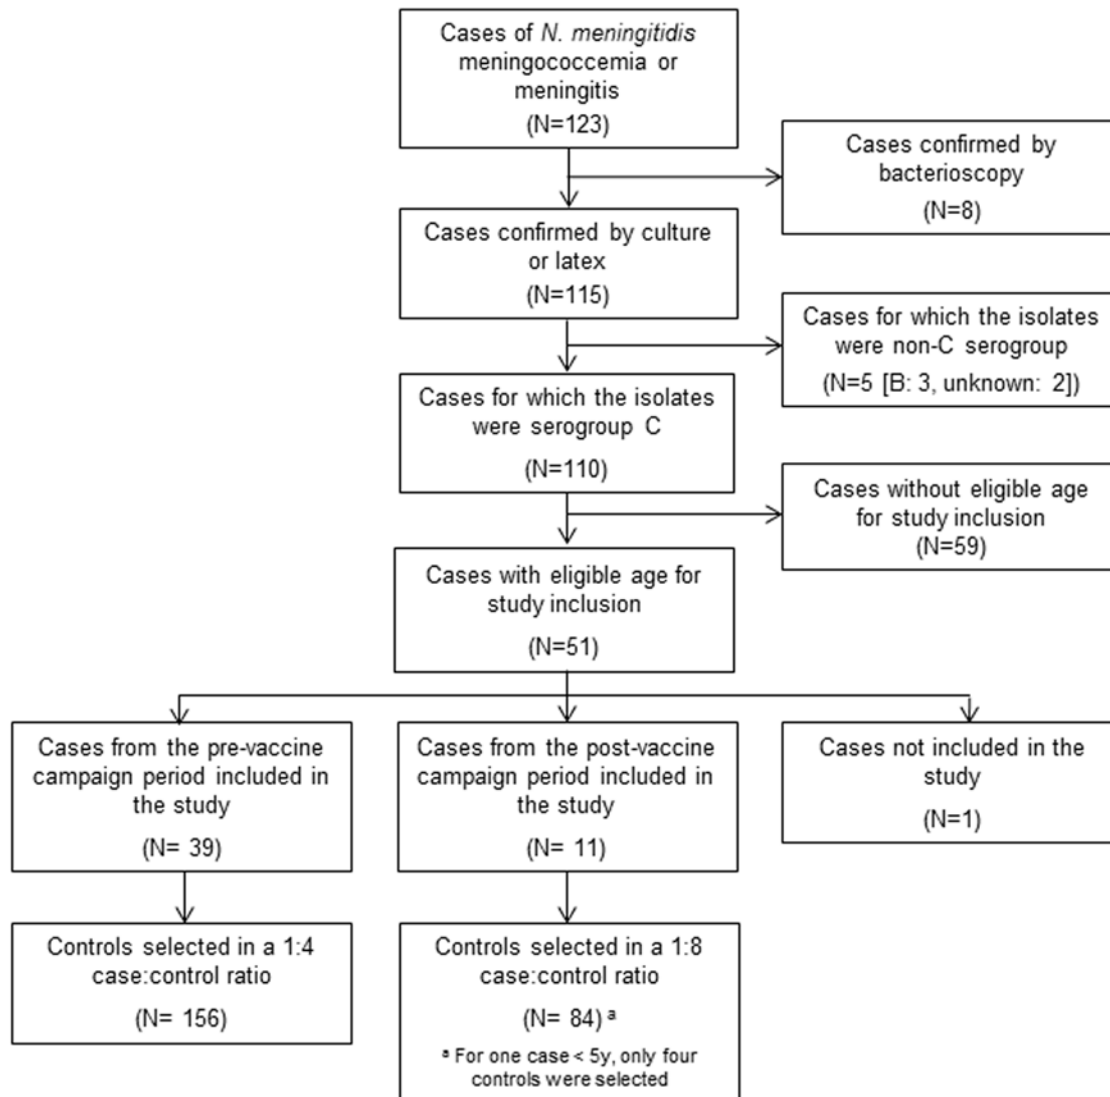 Cases of N. meningitidis
meningococcemia or
meningitis
(N=123)
Cases confirmed by
bacterioscopy
(N=8)
Cases confirmed by culture
or latex
(N=115)
Cases for which the isolates
were non-C serogroup
(N=5 [B: 3, unknown: 2])
Cases for which the isolates
were serogroup C
(N=110)
Cases without eligible age
for study inclusion
(N=59)
Cases with eligible age for
study inclusion
(N=51)
Cases from the pre-vaccine
campaign period included in
the study
(N= 39)
Cases from the post-vaccine
campaign period included in
the study
(N= 11)
Cases not included in the
study
(N=1)
Controls selected in a 1:4
case:control ratio
(N= 156)
Controls selected in a 1:8
case:control ratio
(N= 84) a
a For one case < 5y, only four
controls were selected